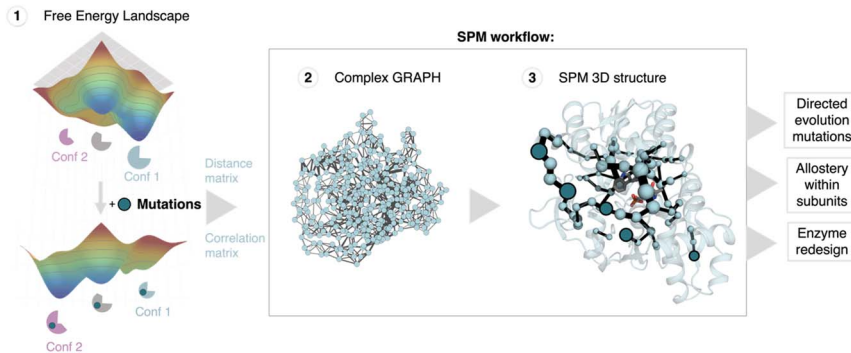 1 Free Energy Landscape
Conf 2
Conf 1
+ Mutations
Conf 1
Conf 2
Distance
matrix
Correlation
matrix
SPM workflow:
2 Complex GRAPH
3 SPM 3D structure
Directed
evolution
mutations
Allostery
within
subunits
Enzyme
redesign